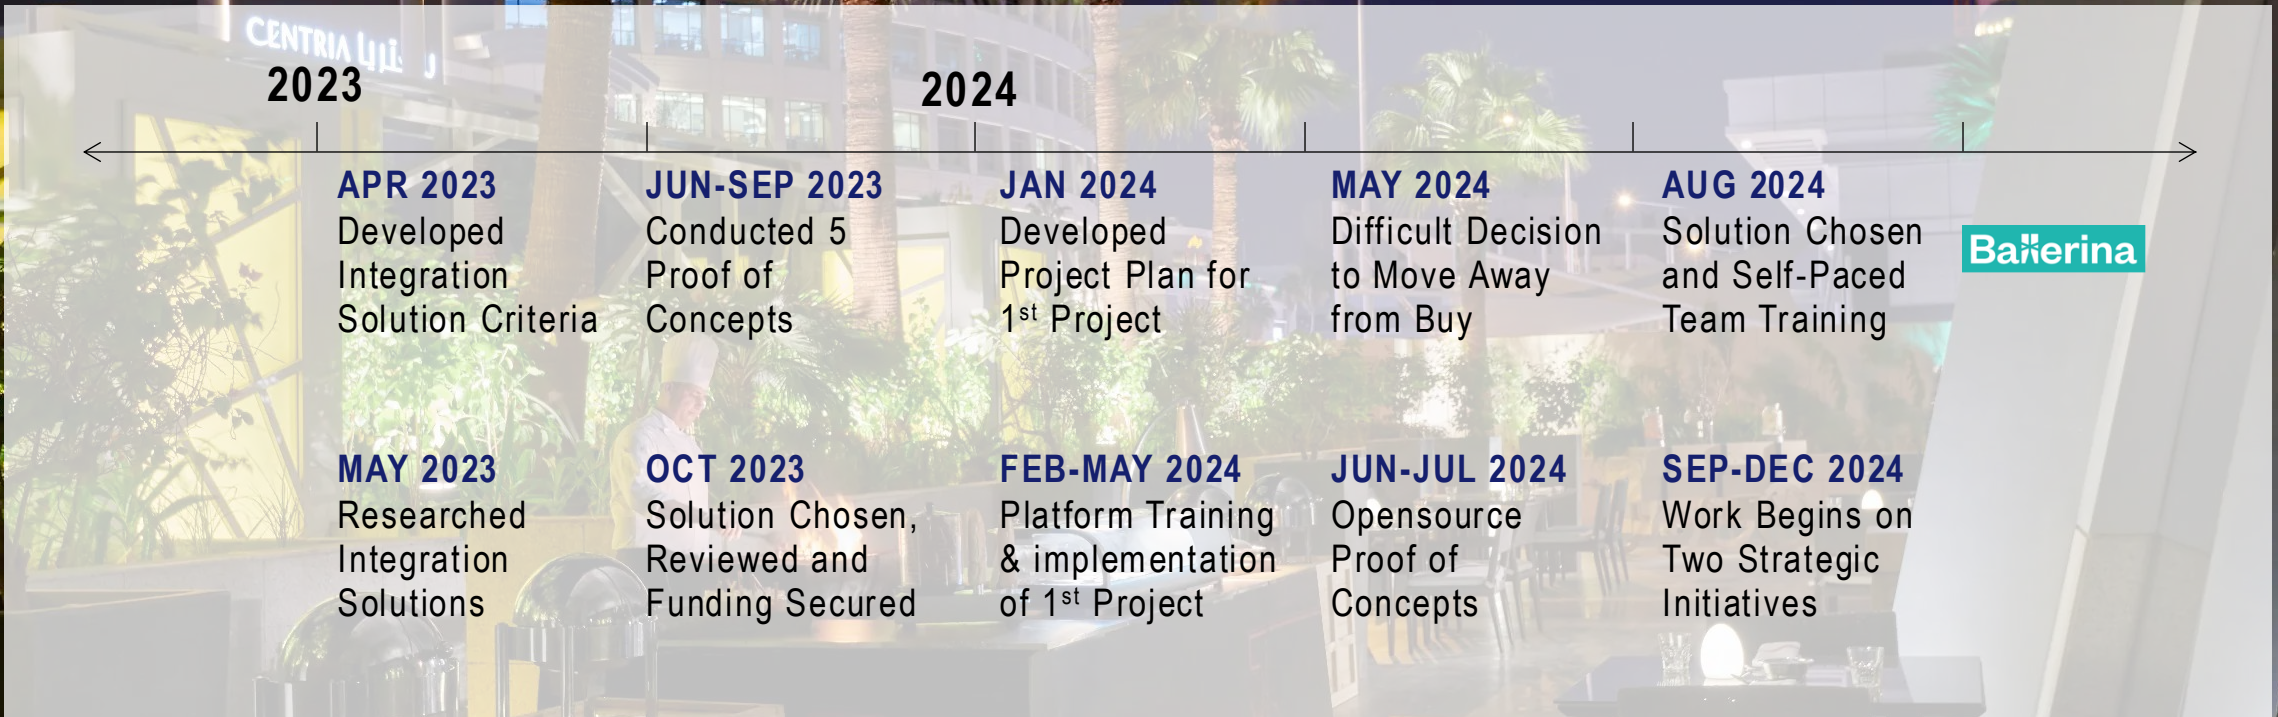 CENTRIA سنتريا
2023
2024
APR 2023
Developed
Integration
Solution Criteria
JUN-SEP 2023
Conducted 5
Proof of
Concepts
JAN 2024
Developed
Project Plan for
1st Project
MAY 2024
Difficult Decision
to Move Away
from Buy
AUG 2024
Solution Chosen
and Self-Paced
Team Training
Ballerina
MAY 2023
Researched
Integration
Solutions
OCT 2023
Solution Chosen,
Reviewed and
Funding Secured
FEB-MAY 2024
Platform Training
& implementation
of 1st Project
JUN-JUL 2024
Opensource
Proof of
Concepts
SEP-DEC 2024
Work Begins on
Two Strategic
Initiatives